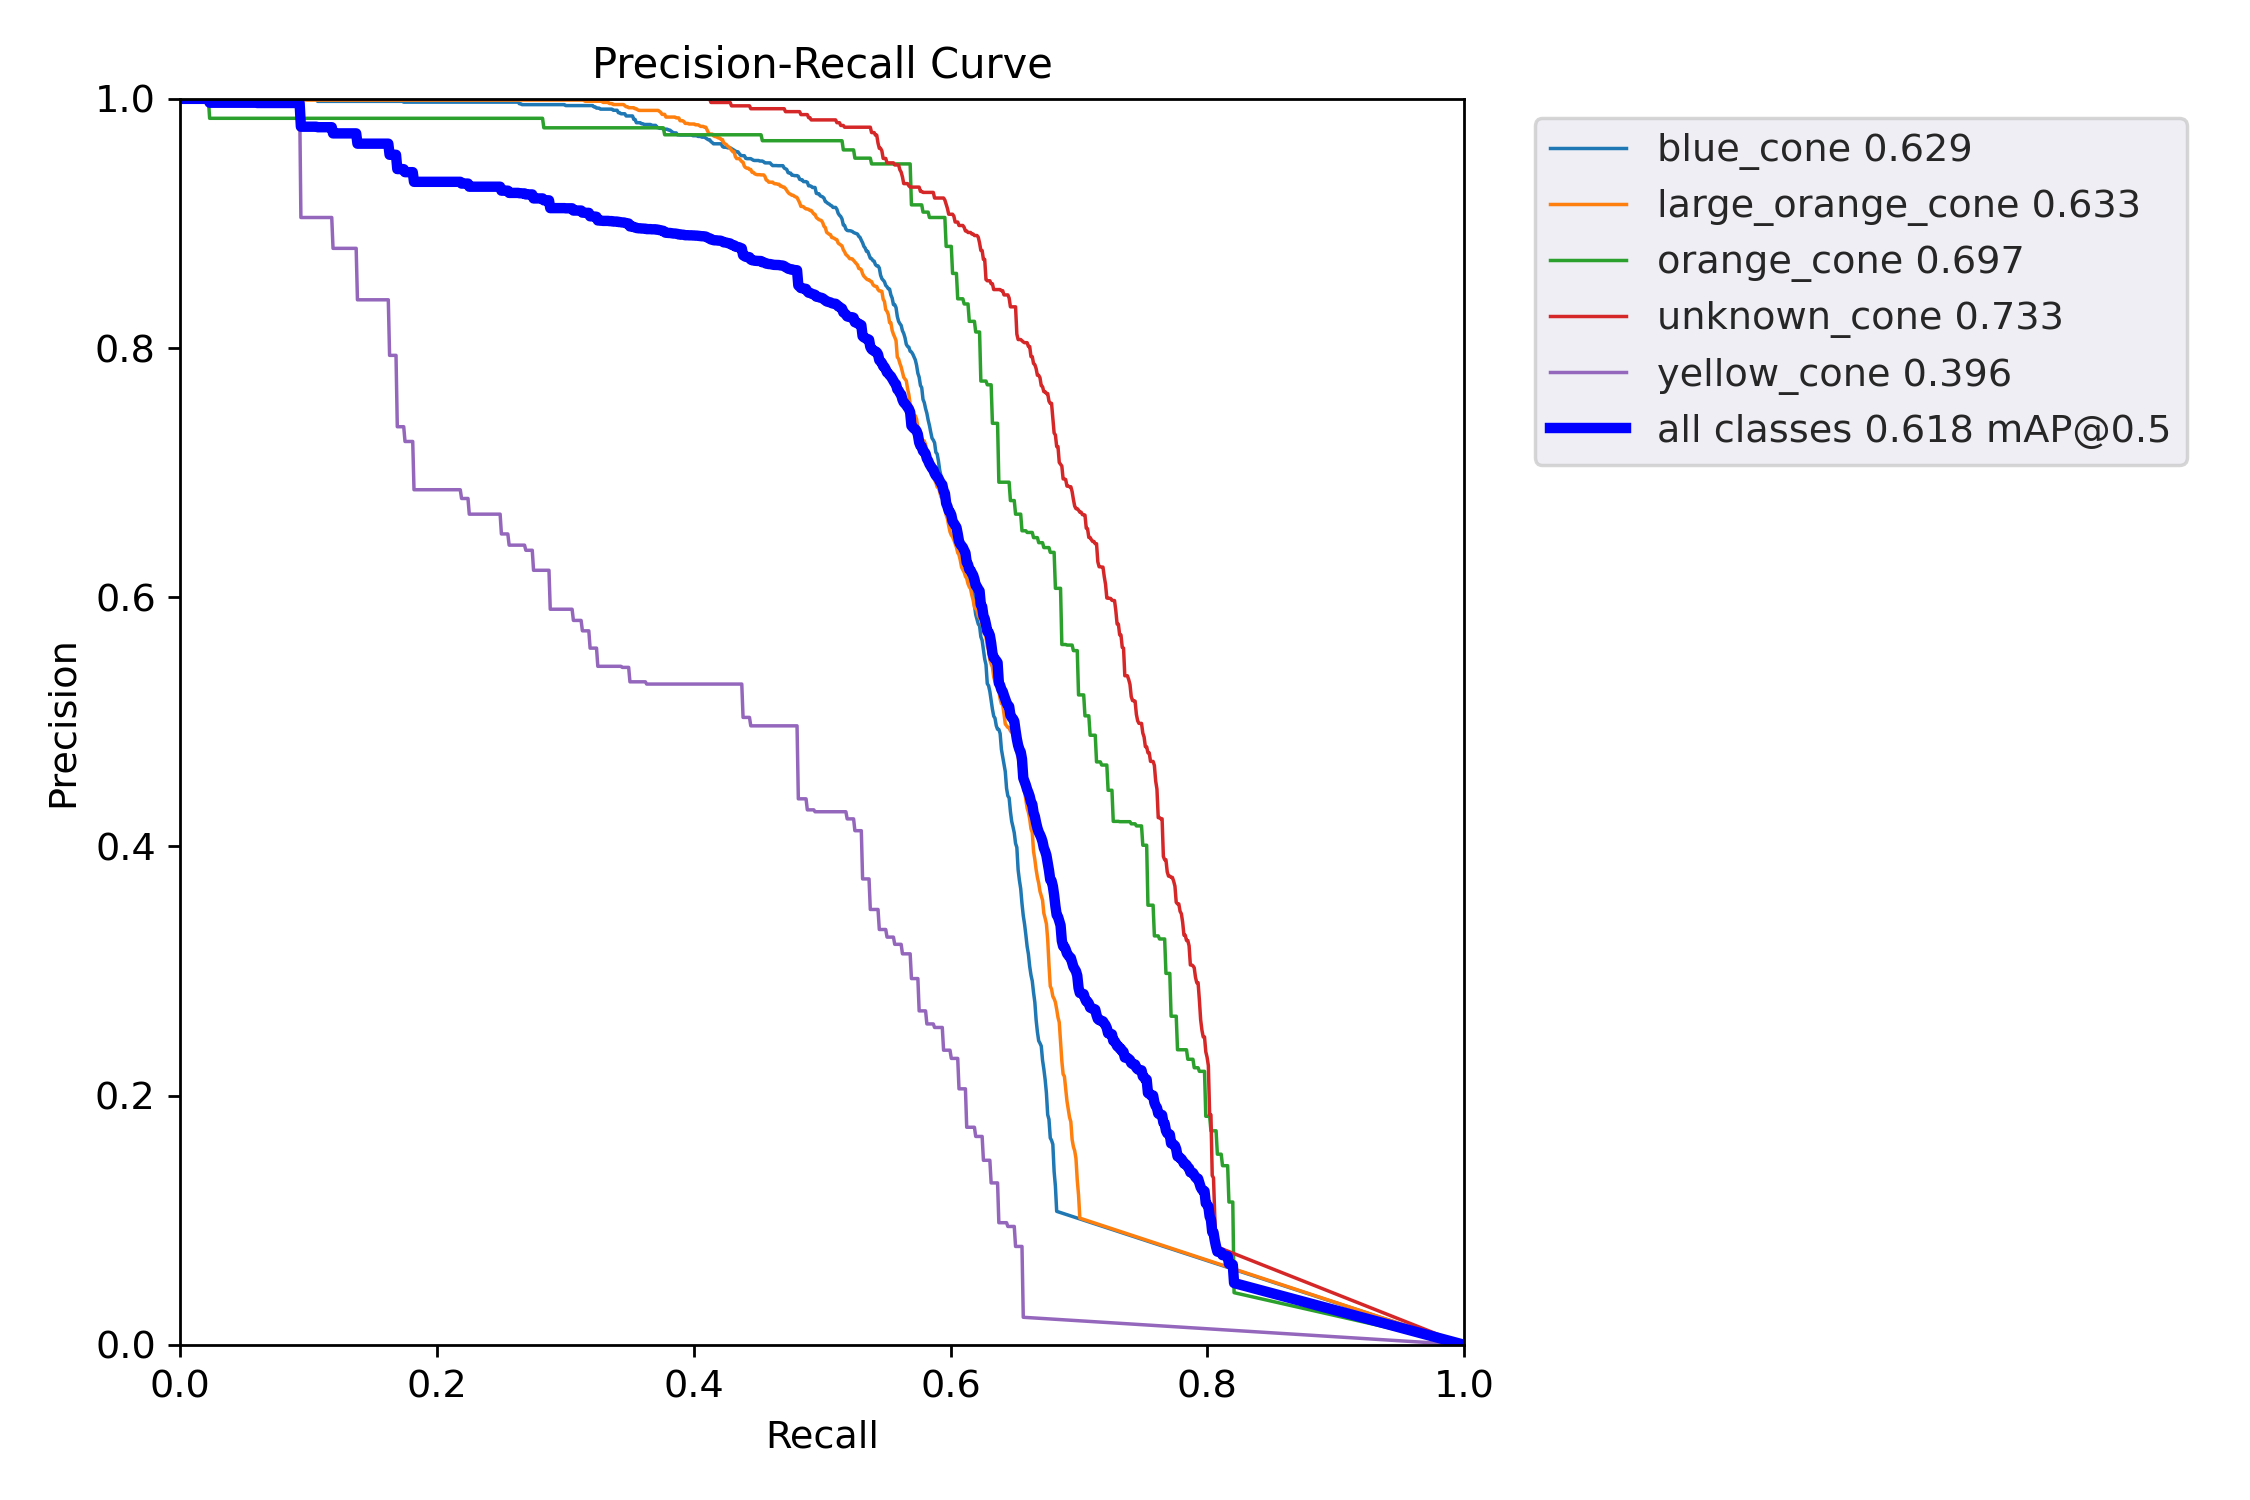 Precision-Recall Curve
1.0
0.8
0.6
0.4
0.2
0.0
Precision
0.0 0.2 0.4 0.6 0.8 1.0
Recall
blue_cone 0.629
large_orange_cone 0.633
orange_cone 0.697
unknown_cone 0.733
yellow_cone 0.396
all classes 0.618 mAP@0.5